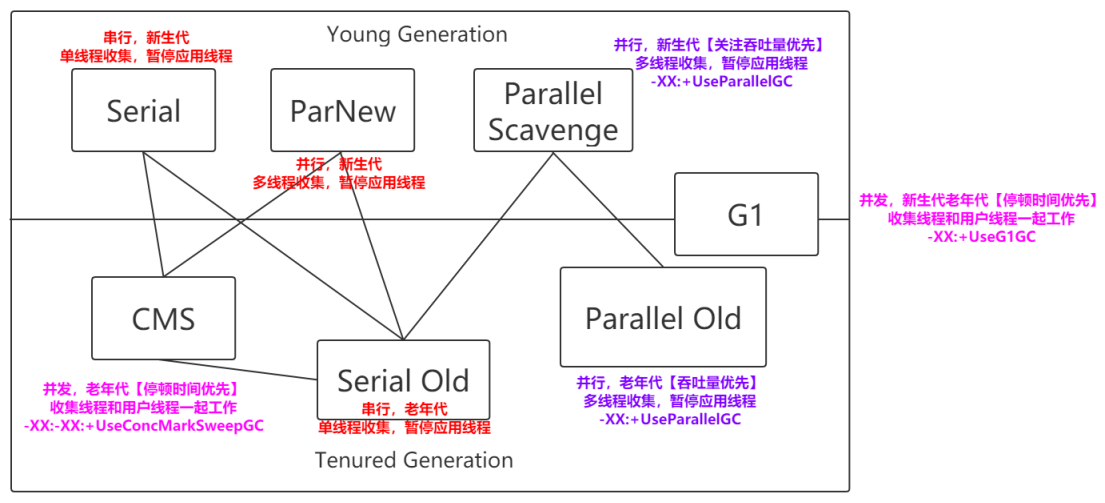 Young Generation
串行，新生代
单线程收集，暂停应用线程
Serial
ParNew
并行，新生代
多线程收集，暂停应用线程
Parallel
Scavenge
并行，新生代【关注吞吐量优先】
多线程收集，暂停应用线程
-XX:+UseParallelGC
G1
并发，新生代老年代【停顿时间优先】
收集线程和用户线程一起工作
-XX:+UseG1GC
CMS
并发，老年代【停顿时间优先】
收集线程和用户线程一起工作
-XX:-XX:+UseConcMarkSweepGC
Serial Old
串行，老年代
单线程收集，暂停应用线程
Parallel Old
并行，老年代【吞吐量优先】
多线程收集，暂停应用线程
-XX:+UseParallelGC
Tenured Generation